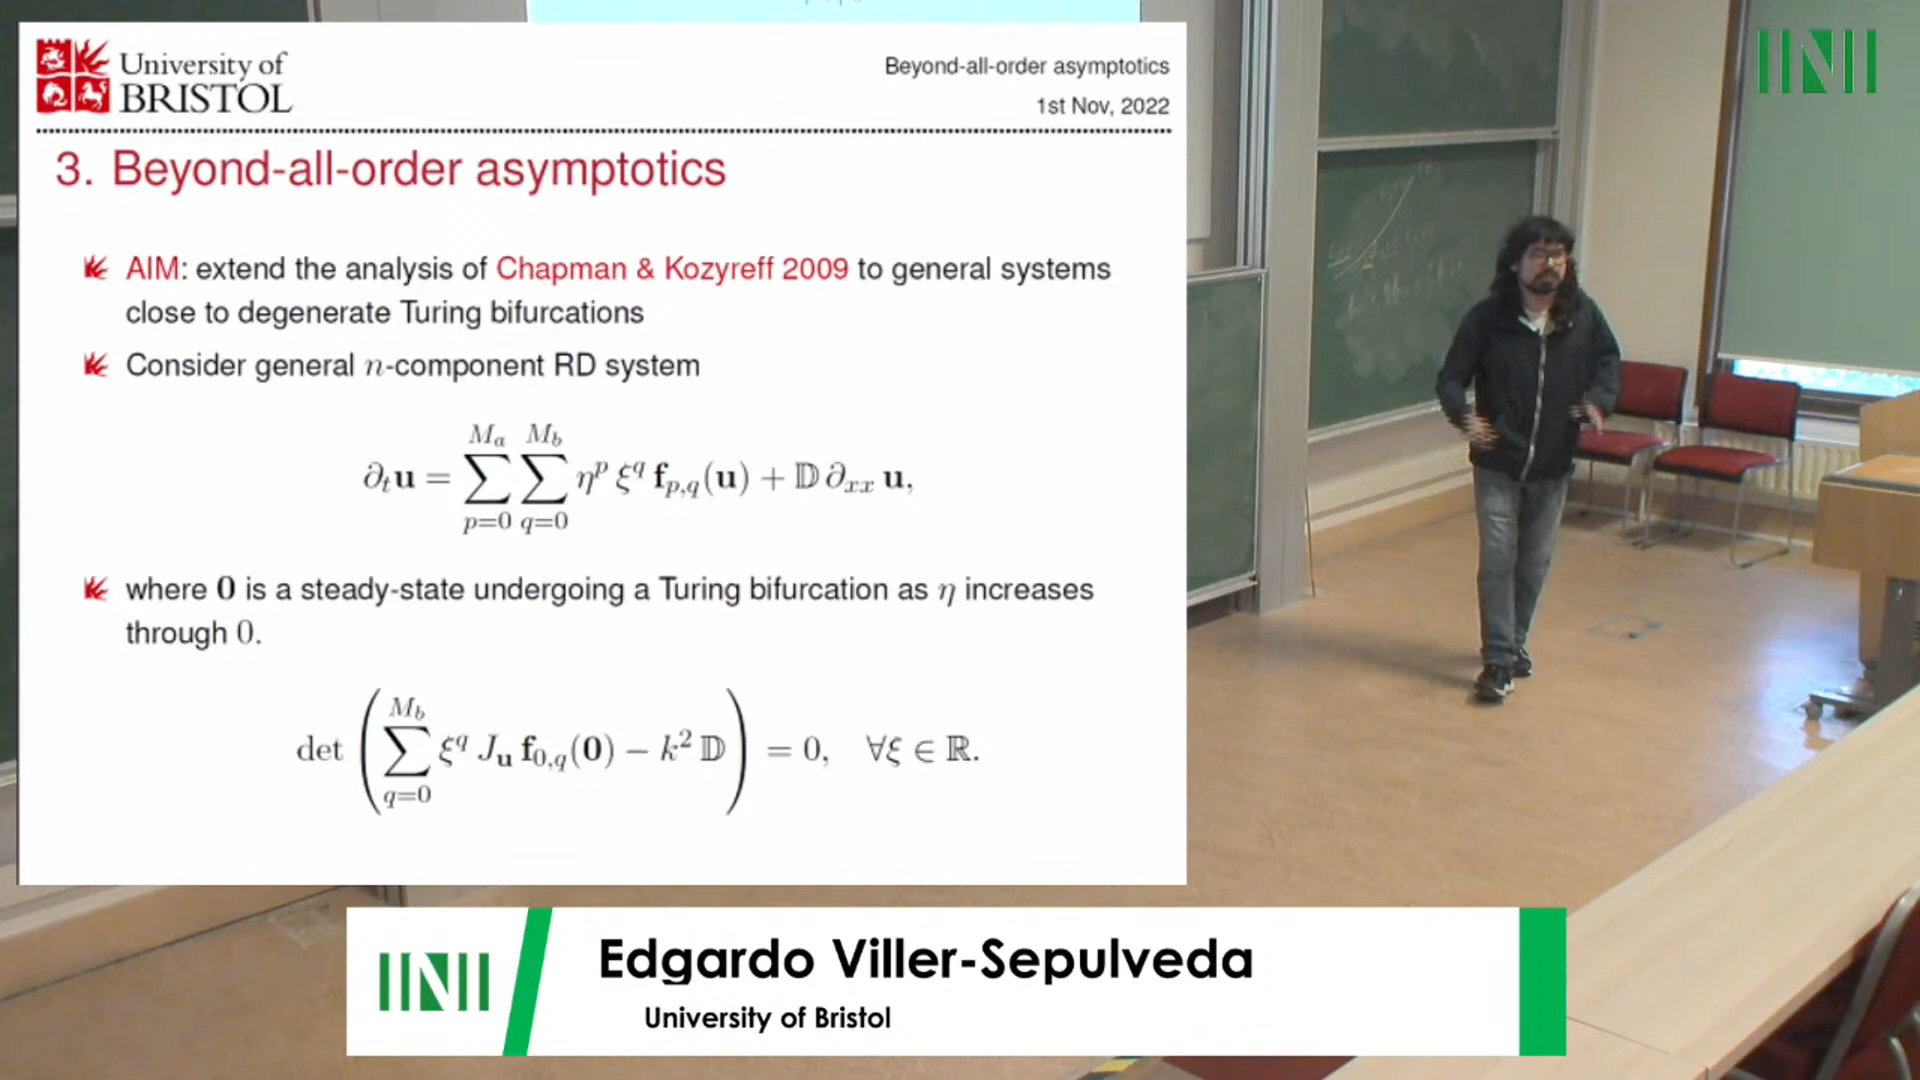 University of
BRISTOL
Beyond-all-order asymptotics
1st Nov, 2022
3. Beyond-all-order asymptotics
AIM: extend the analysis of Chapman & Kozyreff 2009 to general systems
close to degenerate Turing bifurcations
Consider general n-component RD system
∂ₜ𝐮 = ∑_{p=0}^{M_a} ∑_{q=0}^{M_b} η^p ξ^q 𝐟_{p,q}(𝐮) + 𝔻 ∂ₓₓ 𝐮,
where 𝟎 is a steady-state undergoing a Turing bifurcation as η increases
through 0.
det ( ∑_{q=0}^{M_b} ξ^q J_𝐮 𝐟_{0,q}(𝟎) − k² 𝔻 ) = 0, ∀ξ ∈ ℝ.
Edgardo Viller-Sepulveda
University of Bristol